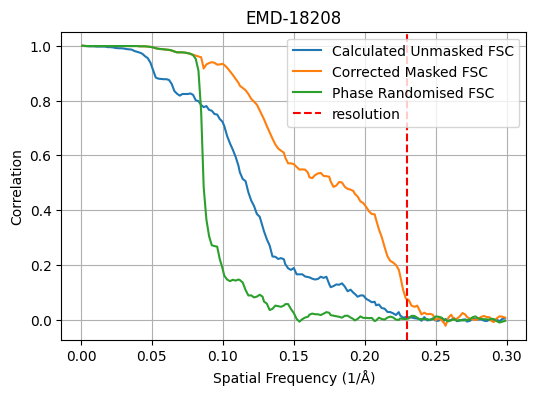 EMD-18208
1.0
0.8
0.6
0.4
0.2
0.0
Correlation
Calculated Unmasked FSC
Corrected Masked FSC
Phase Randomised FSC
resolution
0.00 0.05 0.10 0.15 0.20 0.25 0.30
Spatial Frequency (1/Å)